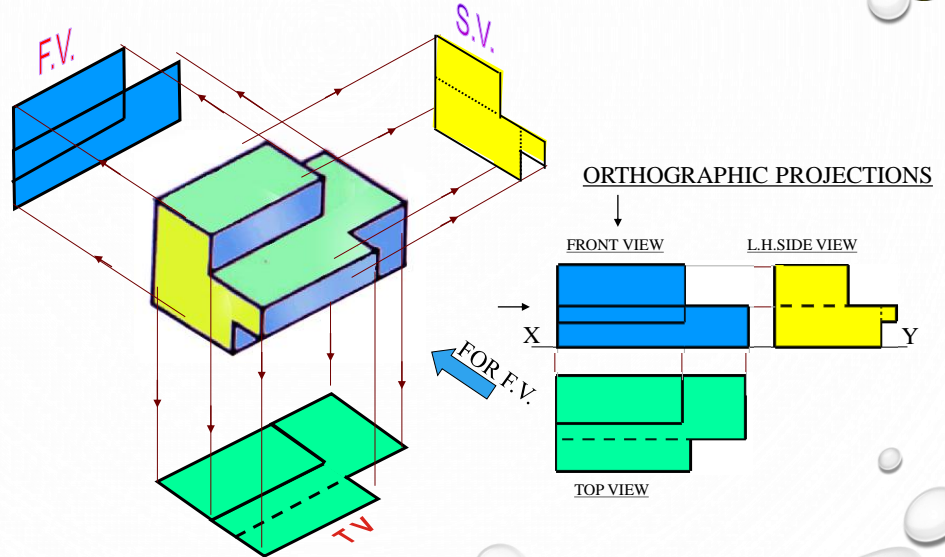 F.V.
S.V.
ORTHOGRAPHIC PROJECTIONS
FRONT VIEW
L.H.SIDE VIEW
X
Y
FOR F.V.
TOP VIEW
TV